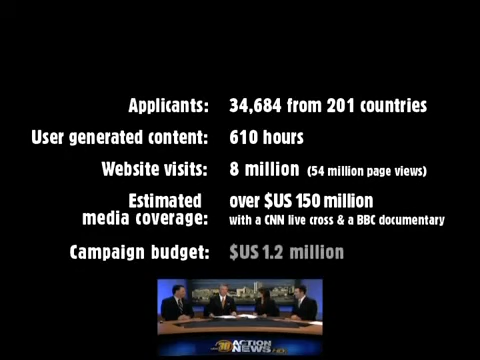 Applicants: 34,684 from 201 countries
User generated content: 610 hours
Website visits: 8 million (54 million page views)
Estimated media coverage: over $US 150 million
with a CNN live cross & a BBC documentary
Campaign budget: $US 1.2 million
10 ACTION NEWS HD